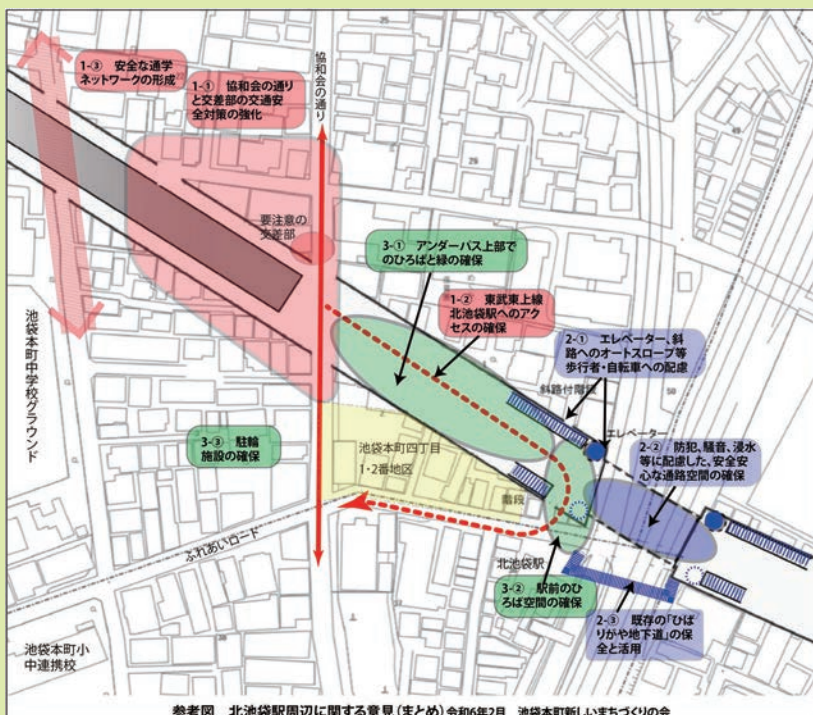 1-③ 安全な通学
ネットワークの形成
1-① 協和会の通り
と交差部の交通安
全対策の強化
協和会の通り
要注意の
交差部
3-① アンダーパス上部で
のひろばと緑の確保
1-② 東武東上線
北池袋駅へのアク
セスの確保
2-① エレベーター、斜
路へのオートスロープ等
歩行者・自転車への配慮
斜路付階段
エレベーター
2-② 防犯、騒音、浸水
等に配慮した、安全安
心な通路空間の確保
池袋本町中学校グラウンド
3-③ 駐輪
施設の確保
池袋本町四丁目
1・2番地区
階段
ふれあいロード
北池袋駅
3-② 駅前のひ
ろば空間の確保
2-③ 既存の「ひば
りがや地下道」の保
全と活用
池袋本町小
中連携校
参考図 北池袋駅周辺に関する意見(まとめ) 令和6年2月 池袋本町新しいまちづくりの会